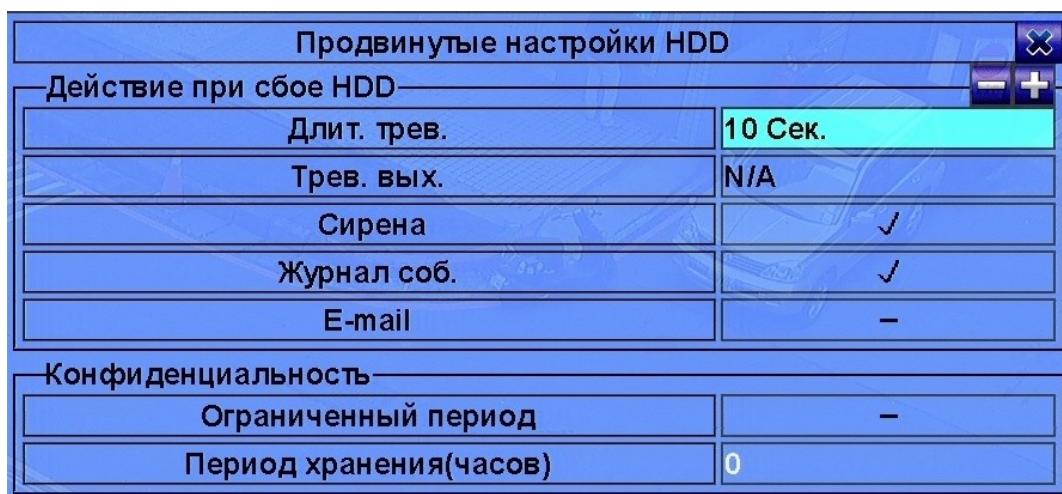 Продвинутые настройки HDD
Действие при сбое HDD
Длит. трев. 10 Сек.
Трев. вых. N/A
Сирена ✓
Журнал соб. ✓
E-mail –
Конфиденциальность
Ограниченный период –
Период хранения(часов) 0